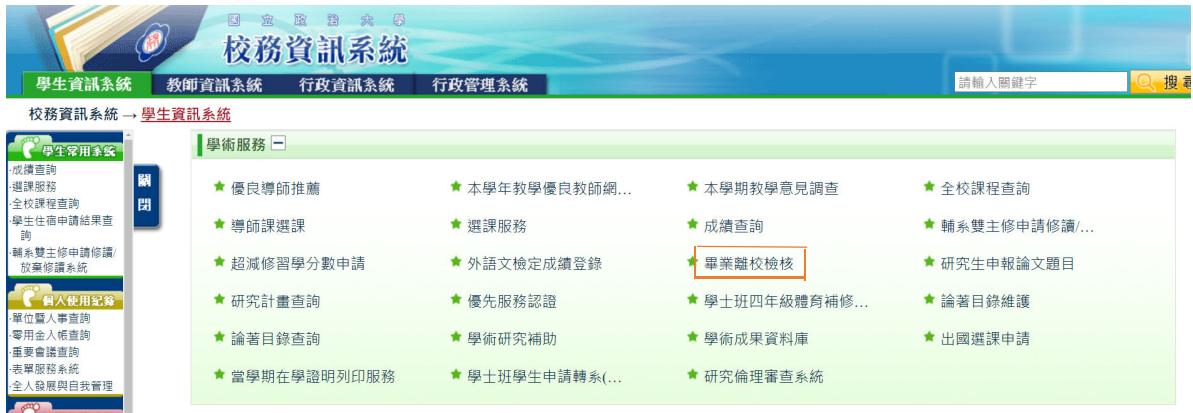 國立政治大學
校務資訊系統
學生資訊系統 教師資訊系統 行政資訊系統 行政管理系統
請輸入關鍵字 搜尋
校務資訊系統 → 學生資訊系統
學生常用系統
·成績查詢
·選課服務
·全校課程查詢
·學生住宿申請結果查
詢
·輔系雙主修申請修讀/
放棄修讀系統
個人使用紀錄
·單位暨人事查詢
·零用金入帳查詢
·重要會議查詢
·表單服務系統
·全人發展與自我管理
關
閉
學術服務
優良導師推薦 本學年教學優良教師網... 本學期教學意見調查 全校課程查詢
導師課選課 選課服務 成績查詢 輔系雙主修申請修讀/...
超減修習學分數申請 外語文檢定成績登錄 畢業離校檢核 研究生申報論文題目
研究計畫查詢 優先服務認證 學士班四年級體育補修... 論著目錄維護
論著目錄查詢 學術研究補助 學術成果資料庫 出國選課申請
當學期在學證明列印服務 學士班學生申請轉系(... 研究倫理審查系統